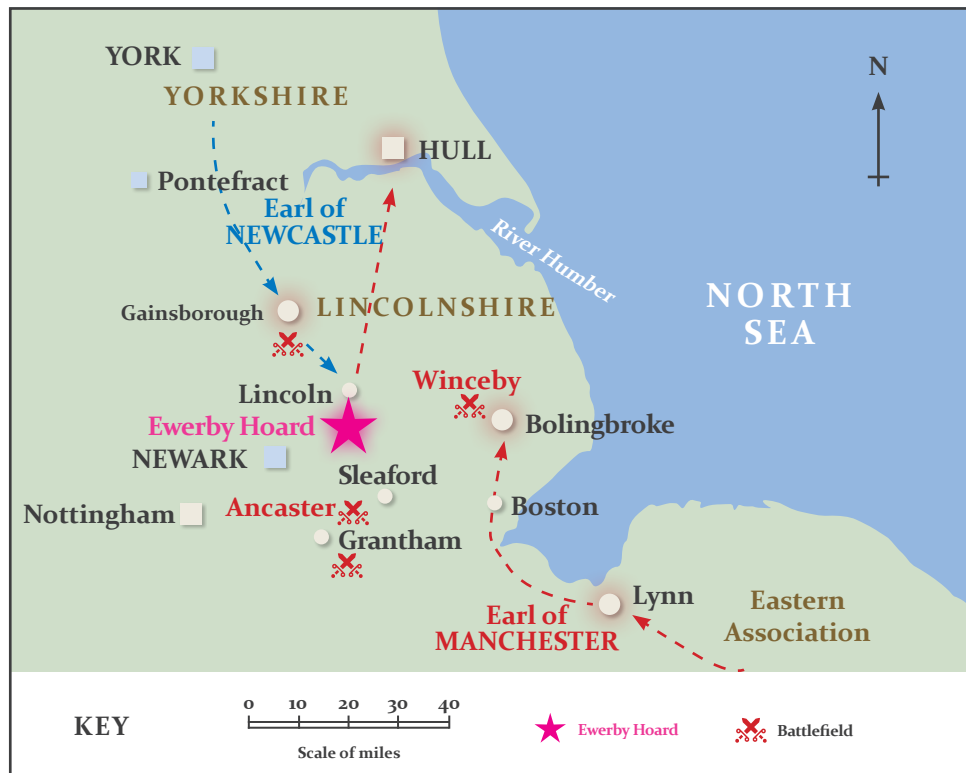 YORK
YORKSHIRE
N
HULL
Pontefract
Earl of
NEWCASTLE
River Humber
NORTH
SEA
Gainsborough
LINCOLNSHIRE
Winceby
Lincoln
Ewerby Hoard
Bolingbroke
NEWARK
Sleaford
Nottingham
Ancaster
Boston
Grantham
Lynn
Eastern
Association
Earl of
MANCHESTER
KEY
0 10 20 30 40
Scale of miles
Ewerby Hoard
Battlefield